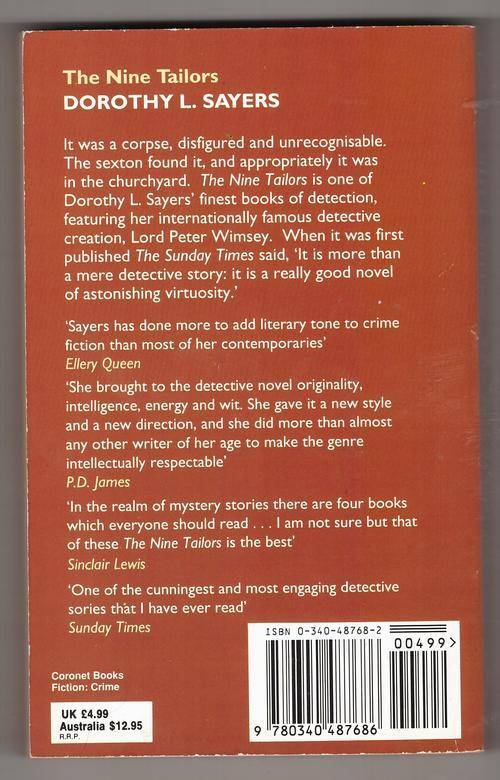 The Nine Tailors
DOROTHY L. SAYERS
It was a corpse, disfigured and unrecognisable.
The sexton found it, and appropriately it was
in the churchyard. The Nine Tailors is one of
Dorothy L. Sayers' finest books of detection,
featuring her internationally famous detective
creation, Lord Peter Wimsey. When it was first
published The Sunday Times said, 'It is more than
a mere detective story: it is a really good novel
of astonishing virtuosity.'
'Sayers has done more to add literary tone to crime
fiction than most of her contemporaries'
Ellery Queen
'She brought to the detective novel originality,
intelligence, energy and wit. She gave it a new style
and a new direction, and she did more than almost
any other writer of her age to make the genre
intellectually respectable'
P.D. James
'In the realm of mystery stories there are four books
which everyone should read . . . I am not sure but that
of these The Nine Tailors is the best'
Sinclair Lewis
'One of the cunningest and most engaging detective
sories that I have ever read'
Sunday Times
ISBN 0-340-48768-2
00499>
9 780340 487686
Coronet Books
Fiction: Crime
UK £4.99
Australia $12.95
R.R.P.